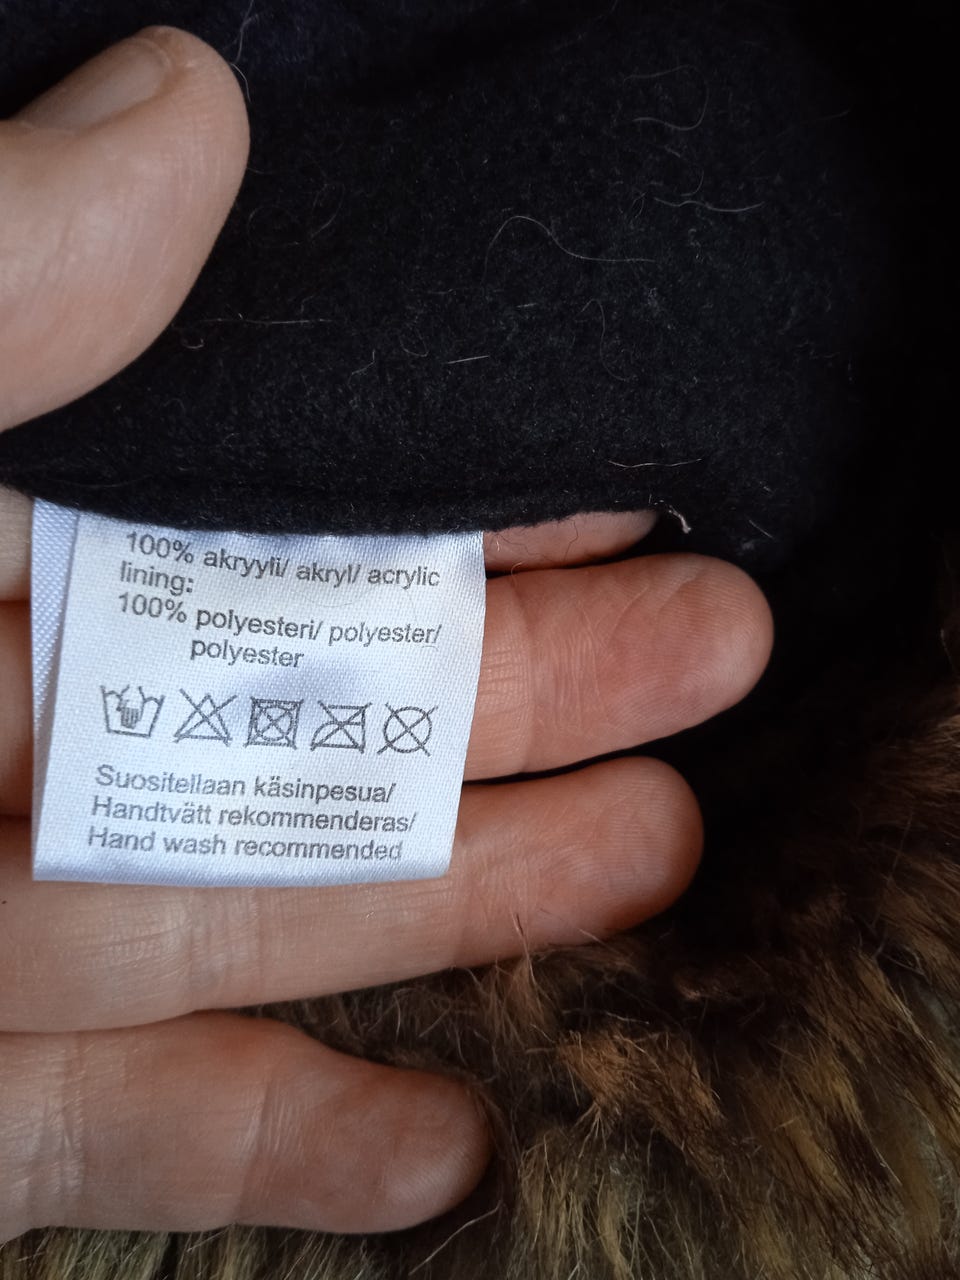 100% akryyli/ akryl/ acrylic
lining:
100% polyesteri/ polyester/
polyester
Suositellaan käsinpesua/
Handtvätt rekommenderas/
Hand wash recommended